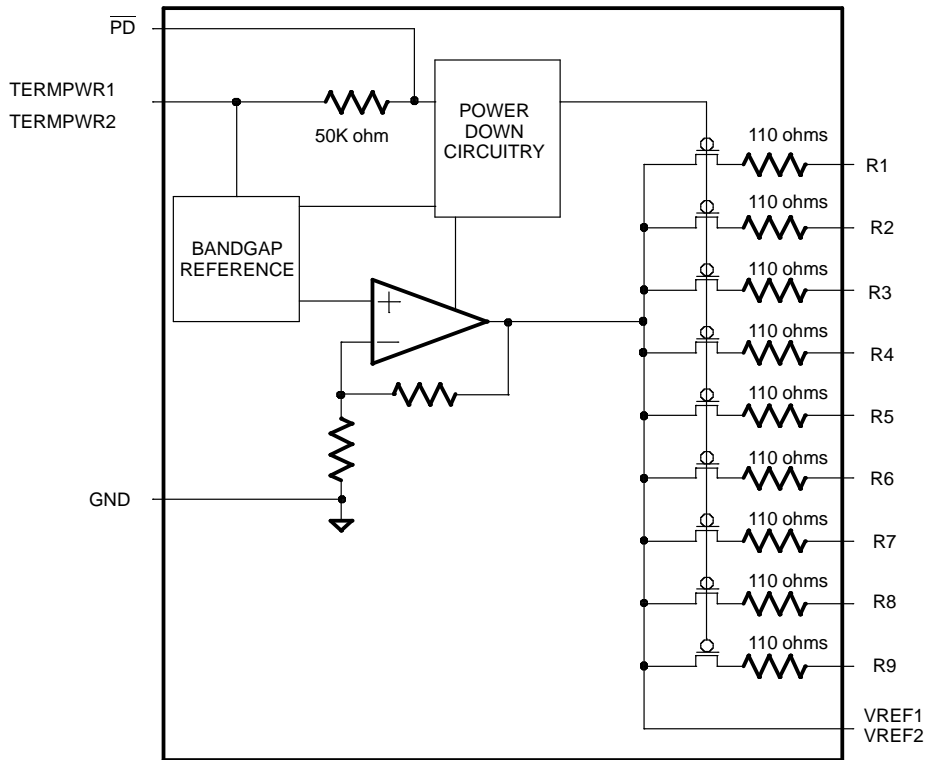 PD
TERMPWR1
TERMPWR2
50K ohm
POWER
DOWN
CIRCUITRY
BANDGAP
REFERENCE
+
−
GND
110 ohms
R1
110 ohms
R2
110 ohms
R3
110 ohms
R4
110 ohms
R5
110 ohms
R6
110 ohms
R7
110 ohms
R8
110 ohms
R9
VREF1
VREF2